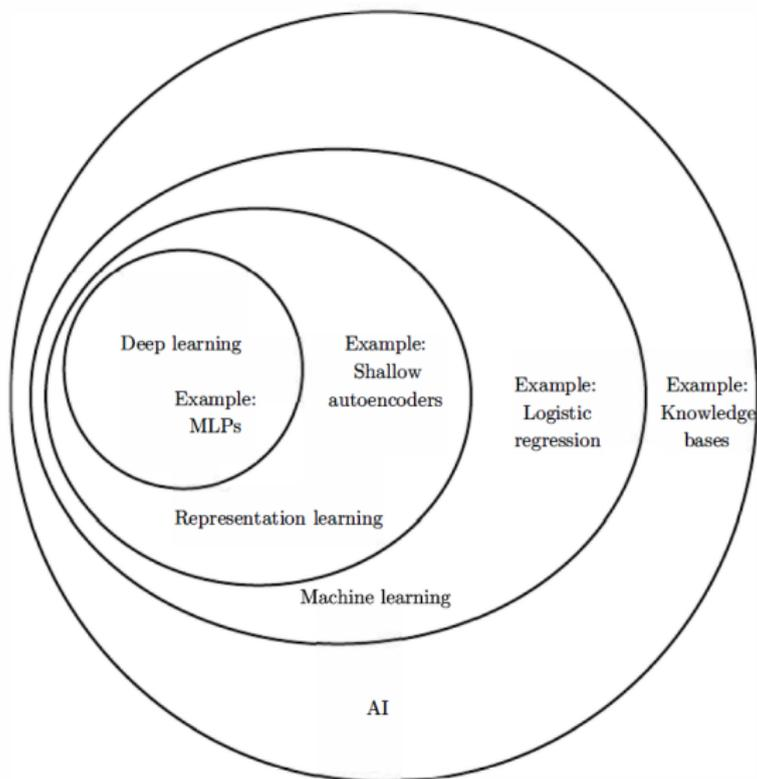 Deep learning
Example:
MLPs
Example:
Shallow
autoencoders
Example:
Logistic
regression
Example:
Knowledge
bases
Representation learning
Machine learning
AI